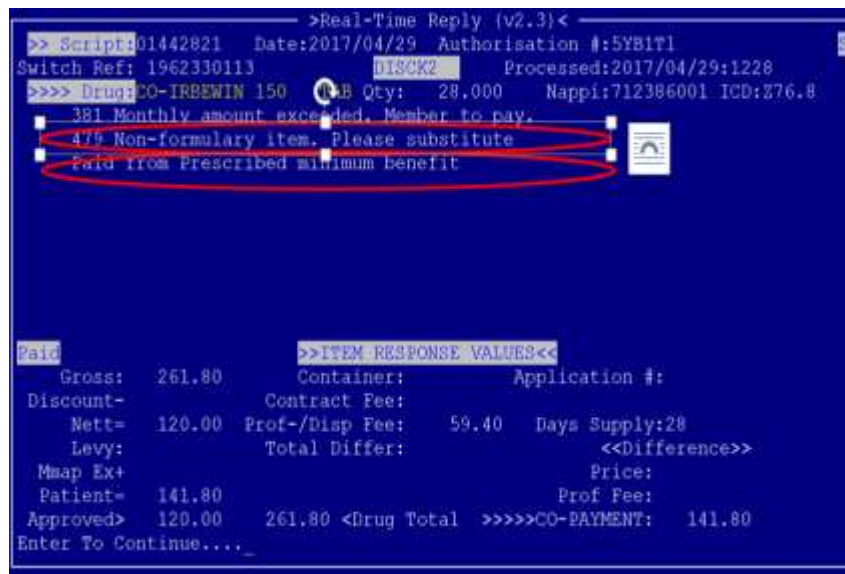 >Real-Time Reply (v2.3)<
>> Script:01442821 Date:2017/04/29 Authorisation #:5YB1T1
Switch Ref: 1962330113 DISCK2 Processed:2017/04/29:1228
>>>> Drug:CO-IRBEWIN 150 Qty: 28.000 Nappi:712386001 ICD:Z76.8
381 Monthly amount exceeded. Member to pay.
479 Non-formulary item. Please substitute
Paid from Prescribed minimum benefit
Paid >>ITEM RESPONSE VALUES<<
Gross: 261.80 Container: Application #:
Discount- Contract Fee:
Nett= 120.00 Prof-/Disp Fee: 59.40 Days Supply:28
Levy: Total Differ: <<Difference>>
Mmap Ex+ Price:
Patient= 141.80 Prof Fee:
Approved> 120.00 261.80 <Drug Total >>>>>CO-PAYMENT: 141.80
Enter To Continue...._